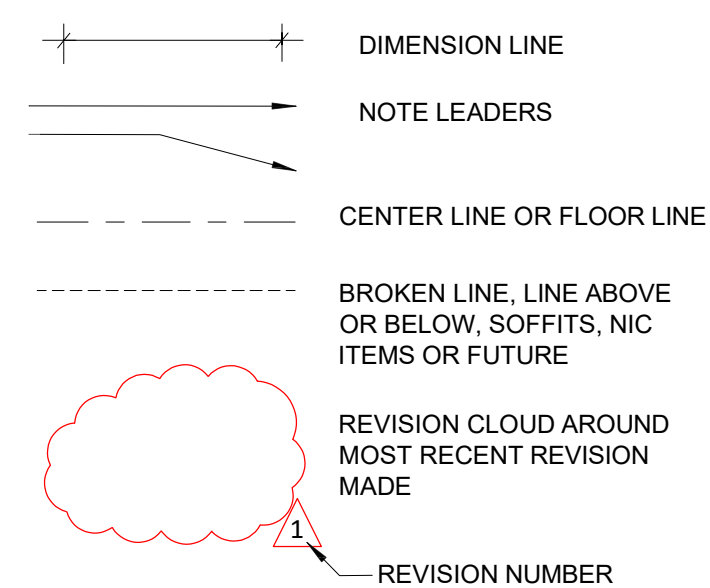 DIMENSION LINE
NOTE LEADERS
CENTER LINE OR FLOOR LINE
BROKEN LINE, LINE ABOVE
OR BELOW, SOFFITS, NIC
ITEMS OR FUTURE
REVISION CLOUD AROUND
MOST RECENT REVISION
MADE
1
REVISION NUMBER